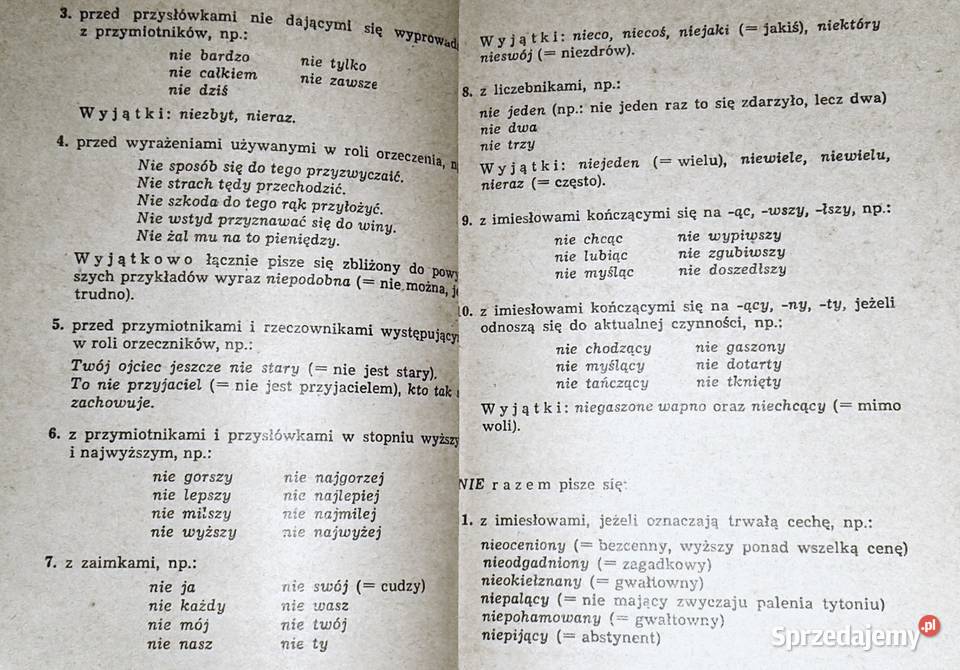 3. przed przysłówkami nie dającymi się wyprowad
z przymiotników, np.:
nie bardzo nie tylko
nie całkiem nie zawsze
nie dziś
Wyjątki: niezbyt, nieraz.
4. przed wyrażeniami używanymi w roli orzeczenia, n
Nie sposób się do tego przyzwyczaić.
Nie strach tędy przechodzić.
Nie szkoda do tego rąk przyłożyć.
Nie wstyd przyznawać się do winy.
Nie żal mu na to pieniędzy.
Wyjątkowo łącznie pisze się zbliżony do powy
szych przykładów wyraz niepodobna (= nie można, je
trudno).
5. przed przymiotnikami i rzeczownikami występujący
w roli orzeczników, np.:
Twój ojciec jeszcze nie stary (= nie jest stary).
To nie przyjaciel (= nie jest przyjacielem), kto tak
zachowuje.
6. z przymiotnikami i przysłówkami w stopniu wyższy
i najwyższym, np.:
nie gorszy nie najgorzej
nie lepszy nie najlepiej
nie milszy nie najmilej
nie wyższy nie najwyżej
7. z zaimkami, np.:
nie ja nie swój (= cudzy)
nie każdy nie wasz
nie mój nie twój
nie nasz nie ty
Wyjątki: nieco, niecoś, niejaki (= jakiś), niektóry
nieswój (= niezdrów).
8. z liczebnikami, np.:
nie jeden (np.: nie jeden raz to się zdarzyło, lecz dwa)
nie dwa
nie trzy
Wyjątki: niejeden (= wielu), niewiele, niewielu,
nieraz (= często).
9. z imiesłowami kończącymi się na -ąc, -wszy, -łszy, np.:
nie chcąc nie wypiwszy
nie lubiąc nie zgubiwszy
nie myśląc nie doszedłszy
10. z imiesłowami kończącymi się na -ący, -ny, -ty, jeżeli
odnoszą się do aktualnej czynności, np.:
nie chodzący nie gaszony
nie myślący nie dotarty
nie tańczący nie tknięty
Wyjątki: niegaszone wapno oraz niechcący (= mimo
woli).
NIE razem pisze się:
1. z imiesłowami, jeżeli oznaczają trwałą cechę, np.:
nieoceniony (= bezcenny, wyższy ponad wszelką cenę)
nieodgadniony (= zagadkowy)
nieokiełznany (= gwałtowny)
niepalący (= nie mający zwyczaju palenia tytoniu)
niepohamowany (= gwałtowny)
niepijący (= abstynent)
Sprzedajemy.pl